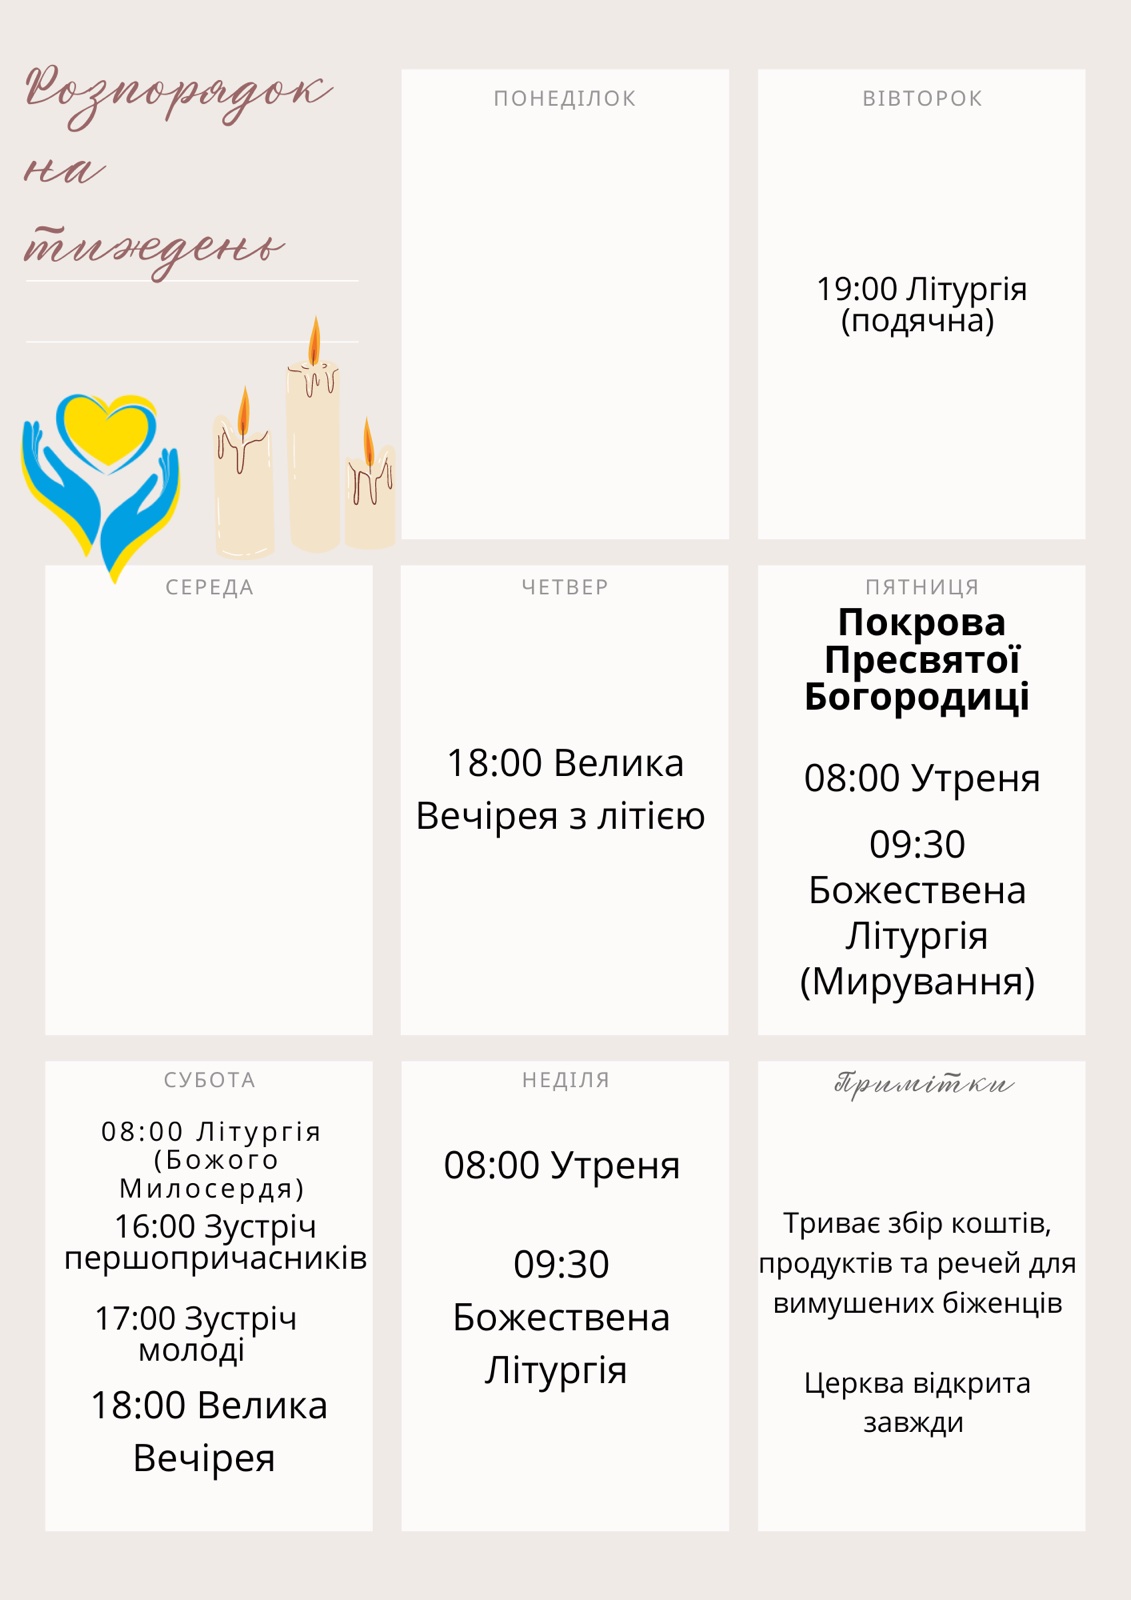 Розпорядок
на
тиждень
ПОНЕДІЛОК
ВІВТОРОК
19:00 Літургія
(подячна)
СЕРЕДА
ЧЕТВЕР
18:00 Велика
Вечірея з літією
ПЯТНИЦЯ
Покрова
Пресвятої
Богородиці
08:00 Утреня
09:30
Божествена
Літургія
(Мирування)
СУБОТА
08:00 Літургія
(Божого
Милосердя)
16:00 Зустріч
першопричасників
17:00 Зустріч
молоді
18:00 Велика
Вечірея
НЕДІЛЯ
08:00 Утреня
09:30
Божествена
Літургія
Примітки
Триває збір коштів,
продуктів та речей для
вимушених біженців
Церква відкрита
завжди